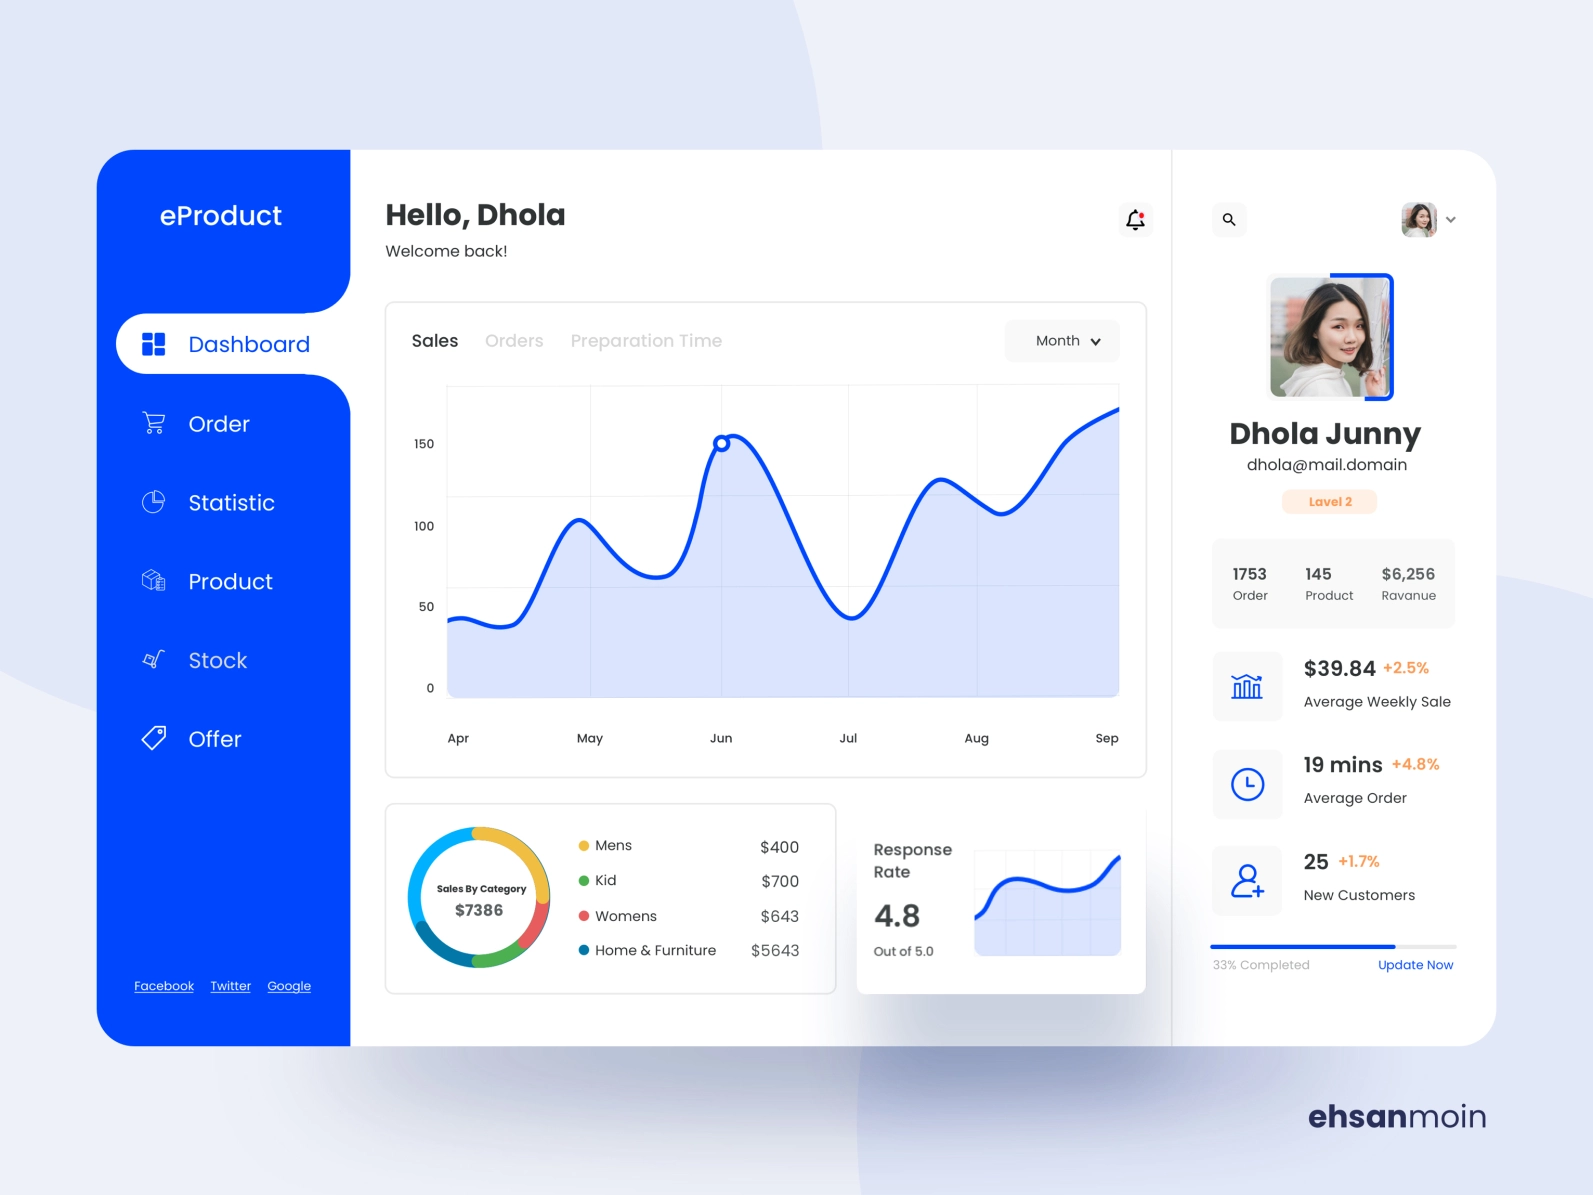 eProduct
Dashboard
Order
Statistic
Product
Stock
Offer
Facebook Twitter Google
Hello, Dhola
Welcome back!
Sales Orders Preparation Time
Month
150
100
50
0
Apr May Jun Jul Aug Sep
Sales By Category
$7386
Mens $400
Kid $700
Womens $643
Home & Furniture $5643
Response
Rate
4.8
Out of 5.0
Dhola Junny
dhola@mail.domain
Lavel 2
1753 145 $6,256
Order Product Ravanue
$39.84 +2.5%
Average Weekly Sale
19 mins +4.8%
Average Order
25 +1.7%
New Customers
33% Completed Update Now
ehsanmoin